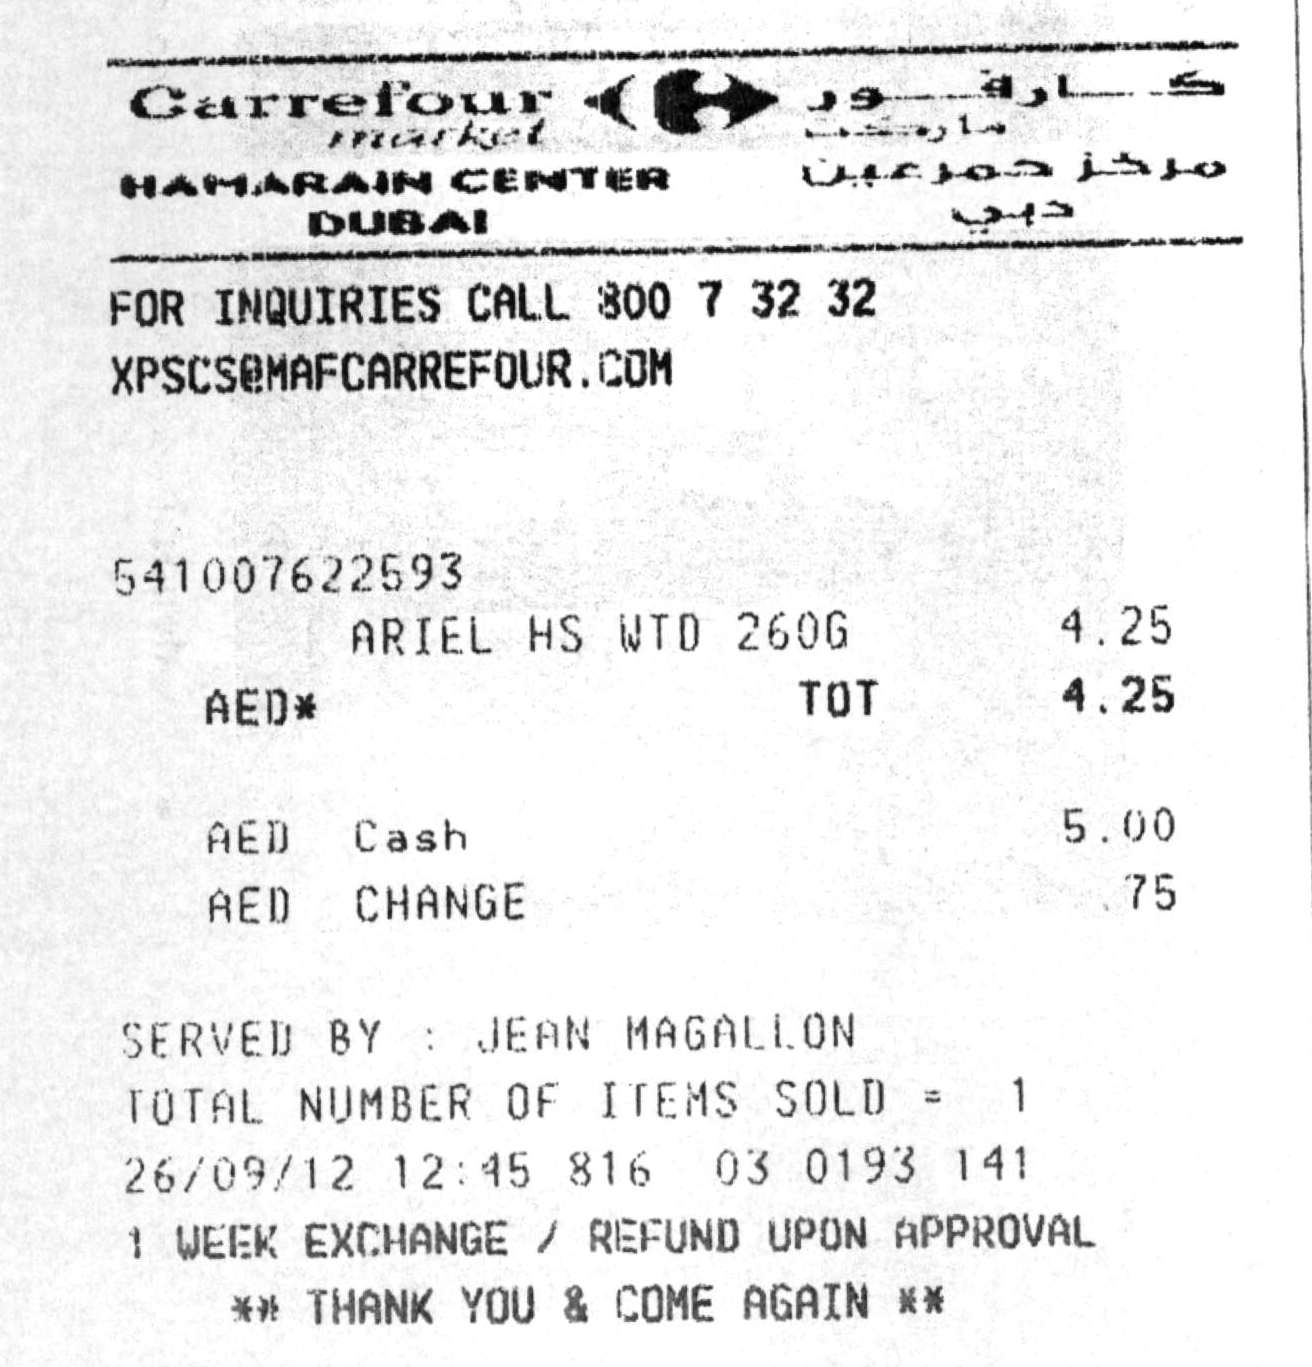 Carrefour كارفور
market ماركت
HAMARAIN CENTER مركز حمرعين
DUBAI دبي
FOR INQUIRIES CALL 800 7 32 32
XPSCS@MAFCARREFOUR.COM
541007622593
ARIEL HS WTD 260G 4.25
AED* TOT 4.25
AED Cash 5.00
AED CHANGE .75
SERVED BY : JEAN MAGALLON
TOTAL NUMBER OF ITEMS SOLD = 1
26/09/12 12:45 816 03 0193 141
1 WEEK EXCHANGE / REFUND UPON APPROVAL
** THANK YOU & COME AGAIN **